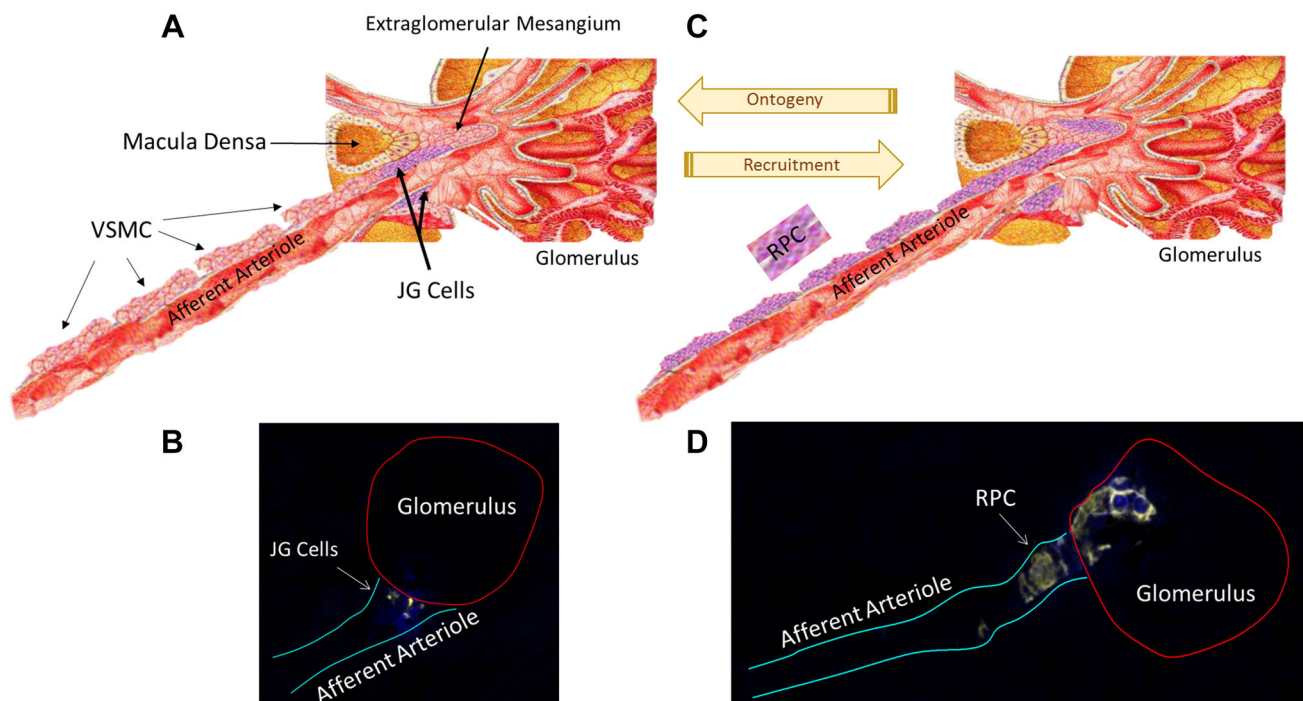 A
Extraglomerular Mesangium
Macula Densa
VSMC
Afferent Arteriole
JG Cells
Glomerulus
C
Ontogeny
Recruitment
RPC
Afferent Arteriole
Glomerulus
B
Glomerulus
JG Cells
Afferent Arteriole
D
RPC
Afferent Arteriole
Glomerulus